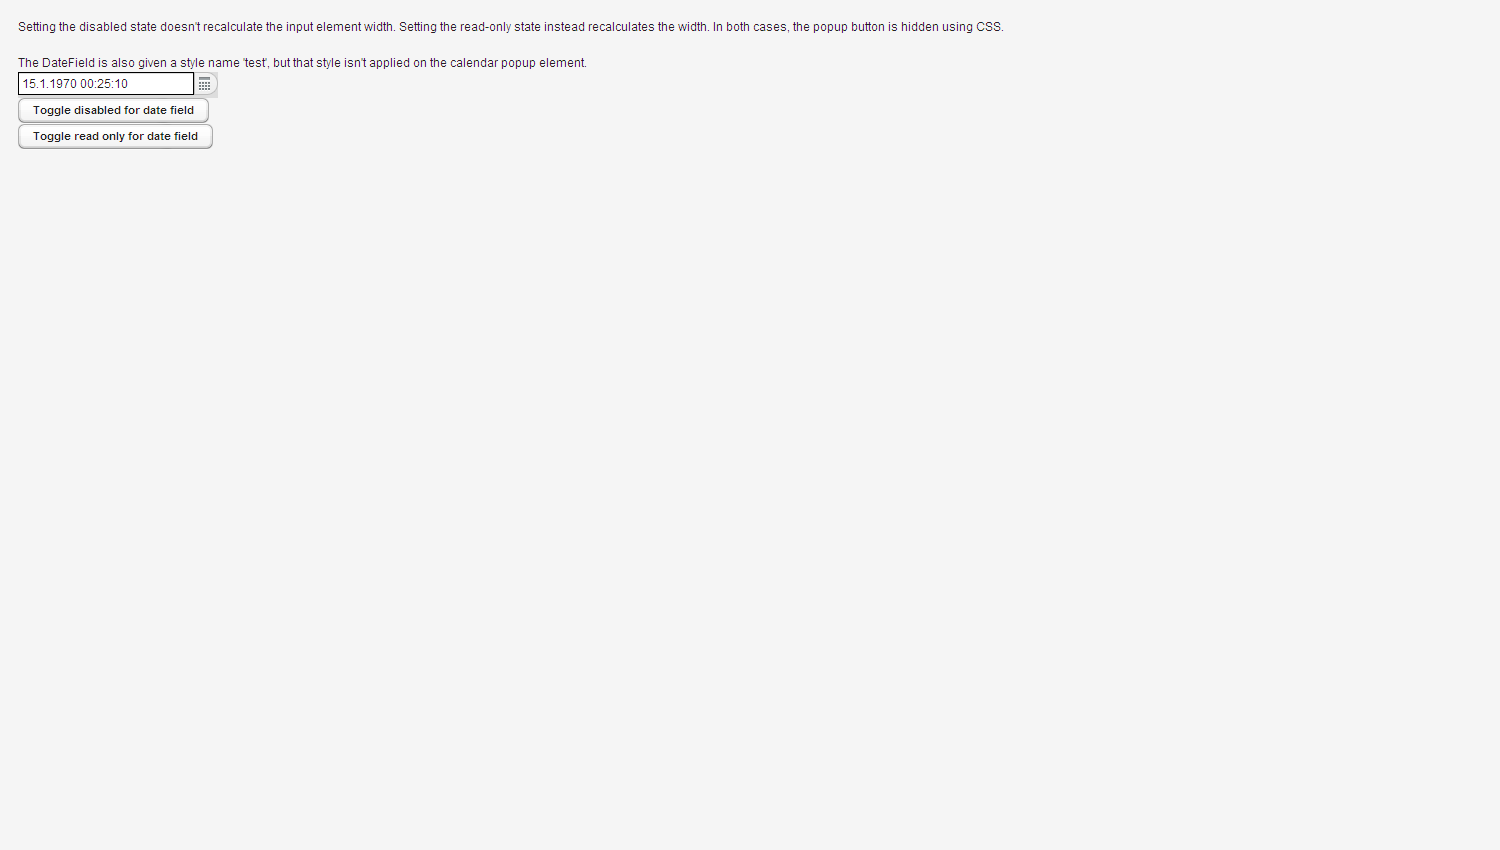 Setting the disabled state doesn't recalculate the input element width. Setting the read-only state instead recalculates the width. In both cases, the popup button is hidden using CSS.
The DateField is also given a style name 'test', but that style isn't applied on the calendar popup element.
15.1.1970 00:25:10
Toggle disabled for date field
Toggle read only for date field